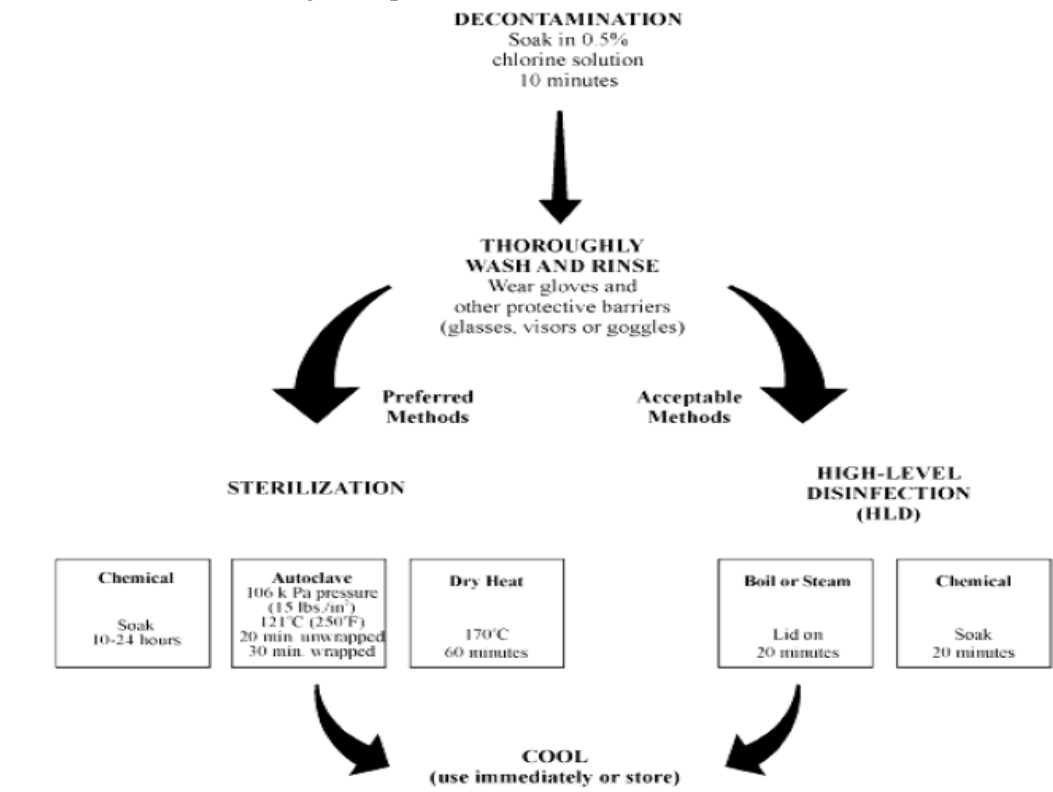 DECONTAMINATION
Soak in 0.5%
chlorine solution
10 minutes
THOROUGHLY
WASH AND RINSE
Wear gloves and
other protective barriers
(glasses, visors or goggles)
Preferred
Methods
Acceptable
Methods
STERILIZATION
HIGH-LEVEL
DISINFECTION
(HLD)
Chemical
Soak
10-24 hours
Autoclave
106 k Pa pressure
(15 lbs./in²)
121°C (250°F)
20 min. unwrapped
30 min. wrapped
Dry Heat
170°C
60 minutes
Boil or Steam
Lid on
20 minutes
Chemical
Soak
20 minutes
COOL
(use immediately or store)